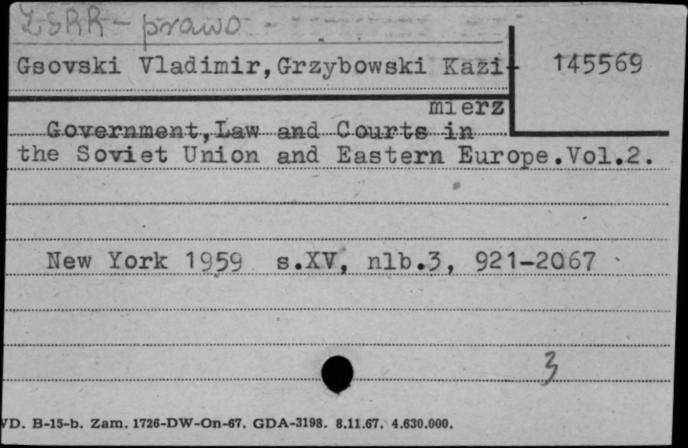 ZSRR - prawo
Gsovski Vladimir,Grzybowski Kazi- 145569
mierz
Government,Law and Courts in
the Soviet Union and Eastern Europe.Vol.2.
New York 1959 s.XV, nlb.3, 921-2067
3
VD. B-15-b. Zam. 1726-DW-On-67. GDA-3198. 8.11.67. 4.630.000.